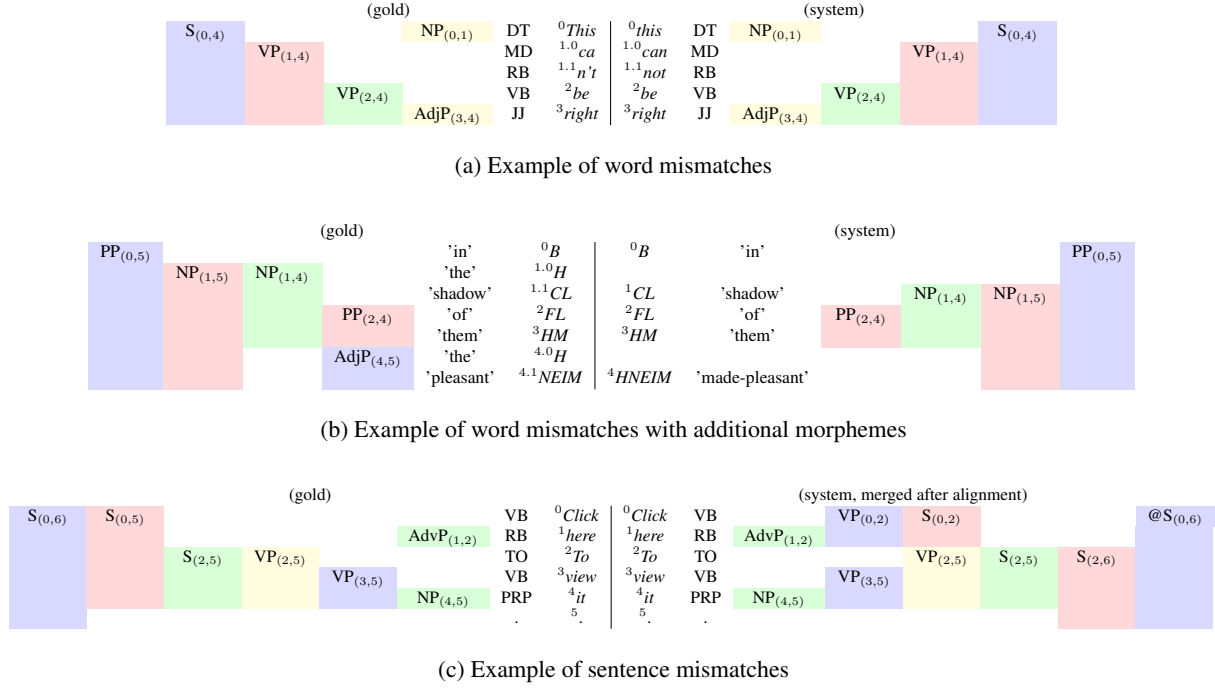 (gold) (system)
S(0,4) NP(0,1) DT ⁰This ⁰this DT NP(0,1) S(0,4)
VP(1,4) MD ¹·⁰ca ¹·⁰can MD VP(1,4)
RB ¹·¹n't ¹·¹not RB
VP(2,4) VB ²be ²be VB VP(2,4)
AdjP(3,4) JJ ³right ³right JJ AdjP(3,4)
(a) Example of word mismatches
(gold) (system)
PP(0,5) 'in' ⁰B ⁰B 'in' PP(0,5)
NP(1,5) NP(1,4) 'the' ¹·⁰H
'shadow' ¹·¹CL ¹CL 'shadow' NP(1,4) NP(1,5)
PP(2,4) 'of' ²FL ²FL 'of' PP(2,4)
'them' ³HM ³HM 'them'
AdjP(4,5) 'the' ⁴·⁰H
'pleasant' ⁴·¹NEIM ⁴HNEIM 'made-pleasant'
(b) Example of word mismatches with additional morphemes
(gold) (system, merged after alignment)
S(0,6) S(0,5) VB ⁰Click ⁰Click VB VP(0,2) S(0,2) @S(0,6)
AdvP(1,2) RB ¹here ¹here RB AdvP(1,2)
S(2,5) VP(2,5) TO ²To ²To TO VP(2,5) S(2,5) S(2,6)
VP(3,5) VB ³view ³view VB VP(3,5)
NP(4,5) PRP ⁴it ⁴it PRP NP(4,5)
. ⁵. ⁵. .
(c) Example of sentence mismatches